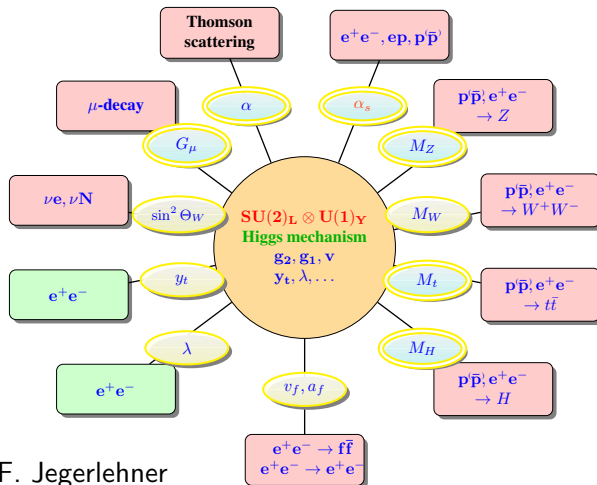 Thomson
scattering
e⁺e⁻, ep, p⁽p̄⁾
μ-decay
α
αₛ
p⁽p̄⁾, e⁺e⁻
→ Z
G_μ
M_Z
νe, νN
sin² Θ_W
SU(2)_L ⊗ U(1)_Y
Higgs mechanism
g₂, g₁, v
y_t, λ, . . .
M_W
p⁽p̄⁾, e⁺e⁻
→ W⁺W⁻
e⁺e⁻
y_t
M_t
p⁽p̄⁾, e⁺e⁻
→ tt̄
e⁺e⁻
λ
M_H
p⁽p̄⁾, e⁺e⁻
→ H
v_f, a_f
e⁺e⁻ → ff̄
e⁺e⁻ → e⁺e⁻
F. Jegerlehner